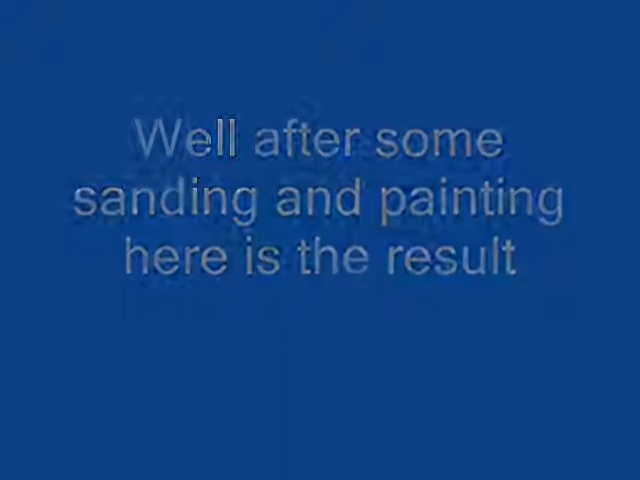 Well after some
sanding and painting
here is the result